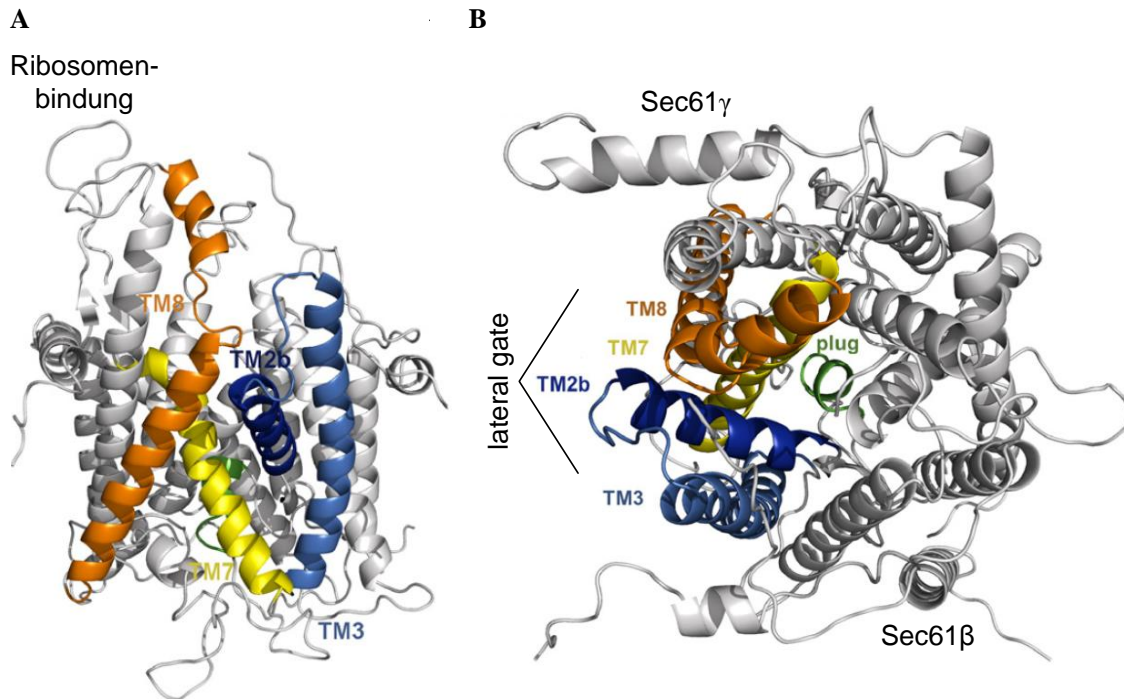 A
B
Ribosomen-
bindung
TM8
TM2b
TM7
TM3
Sec61γ
lateral gate
TM8
TM7
TM2b
TM3
plug
Sec61β